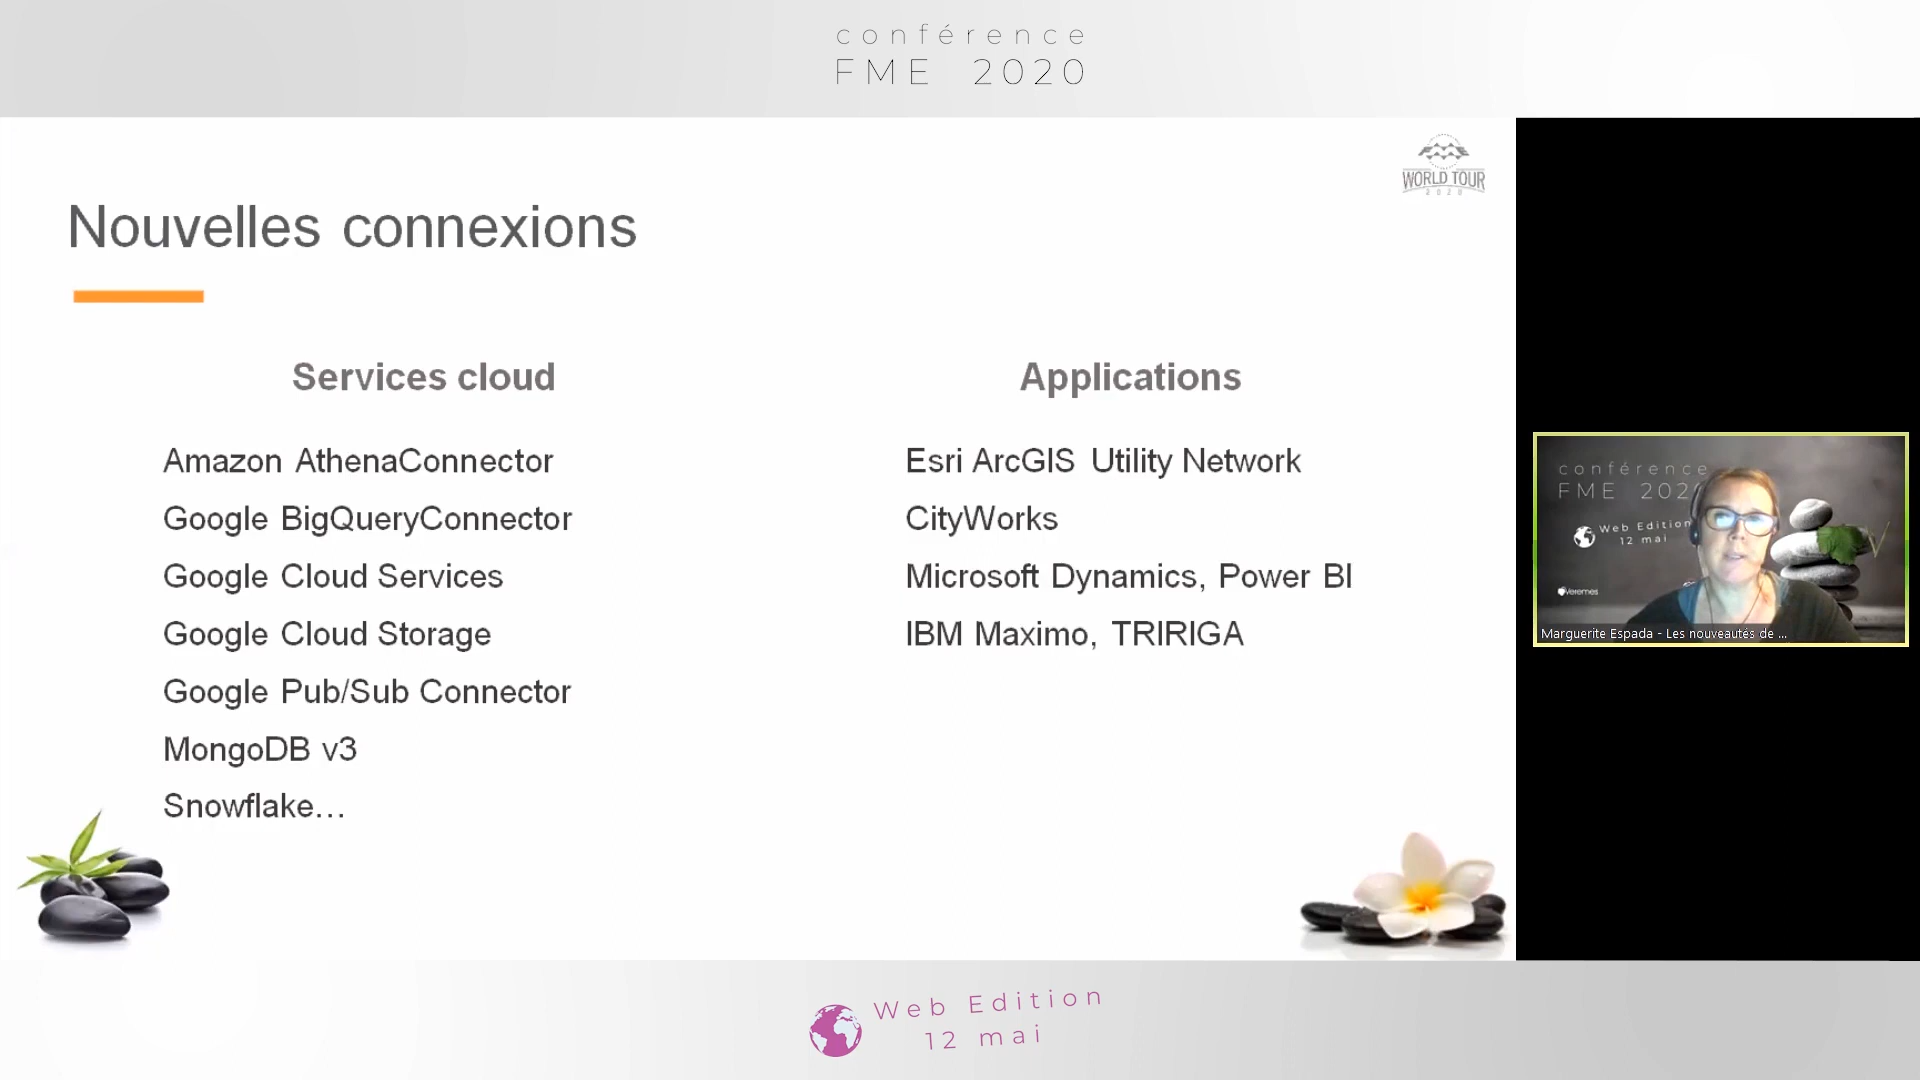 conférence
FME 2020
WORLD TOUR
2020
Nouvelles connexions
Services cloud
Amazon AthenaConnector
Google BigQueryConnector
Google Cloud Services
Google Cloud Storage
Google Pub/Sub Connector
MongoDB v3
Snowflake…
Applications
Esri ArcGIS Utility Network
CityWorks
Microsoft Dynamics, Power BI
IBM Maximo, TRIRIGA
conférence
FME 202
Web Edition
12 mai
Veremes
Marguerite Espada - Les nouveautés de ...
Web Edition
12 mai